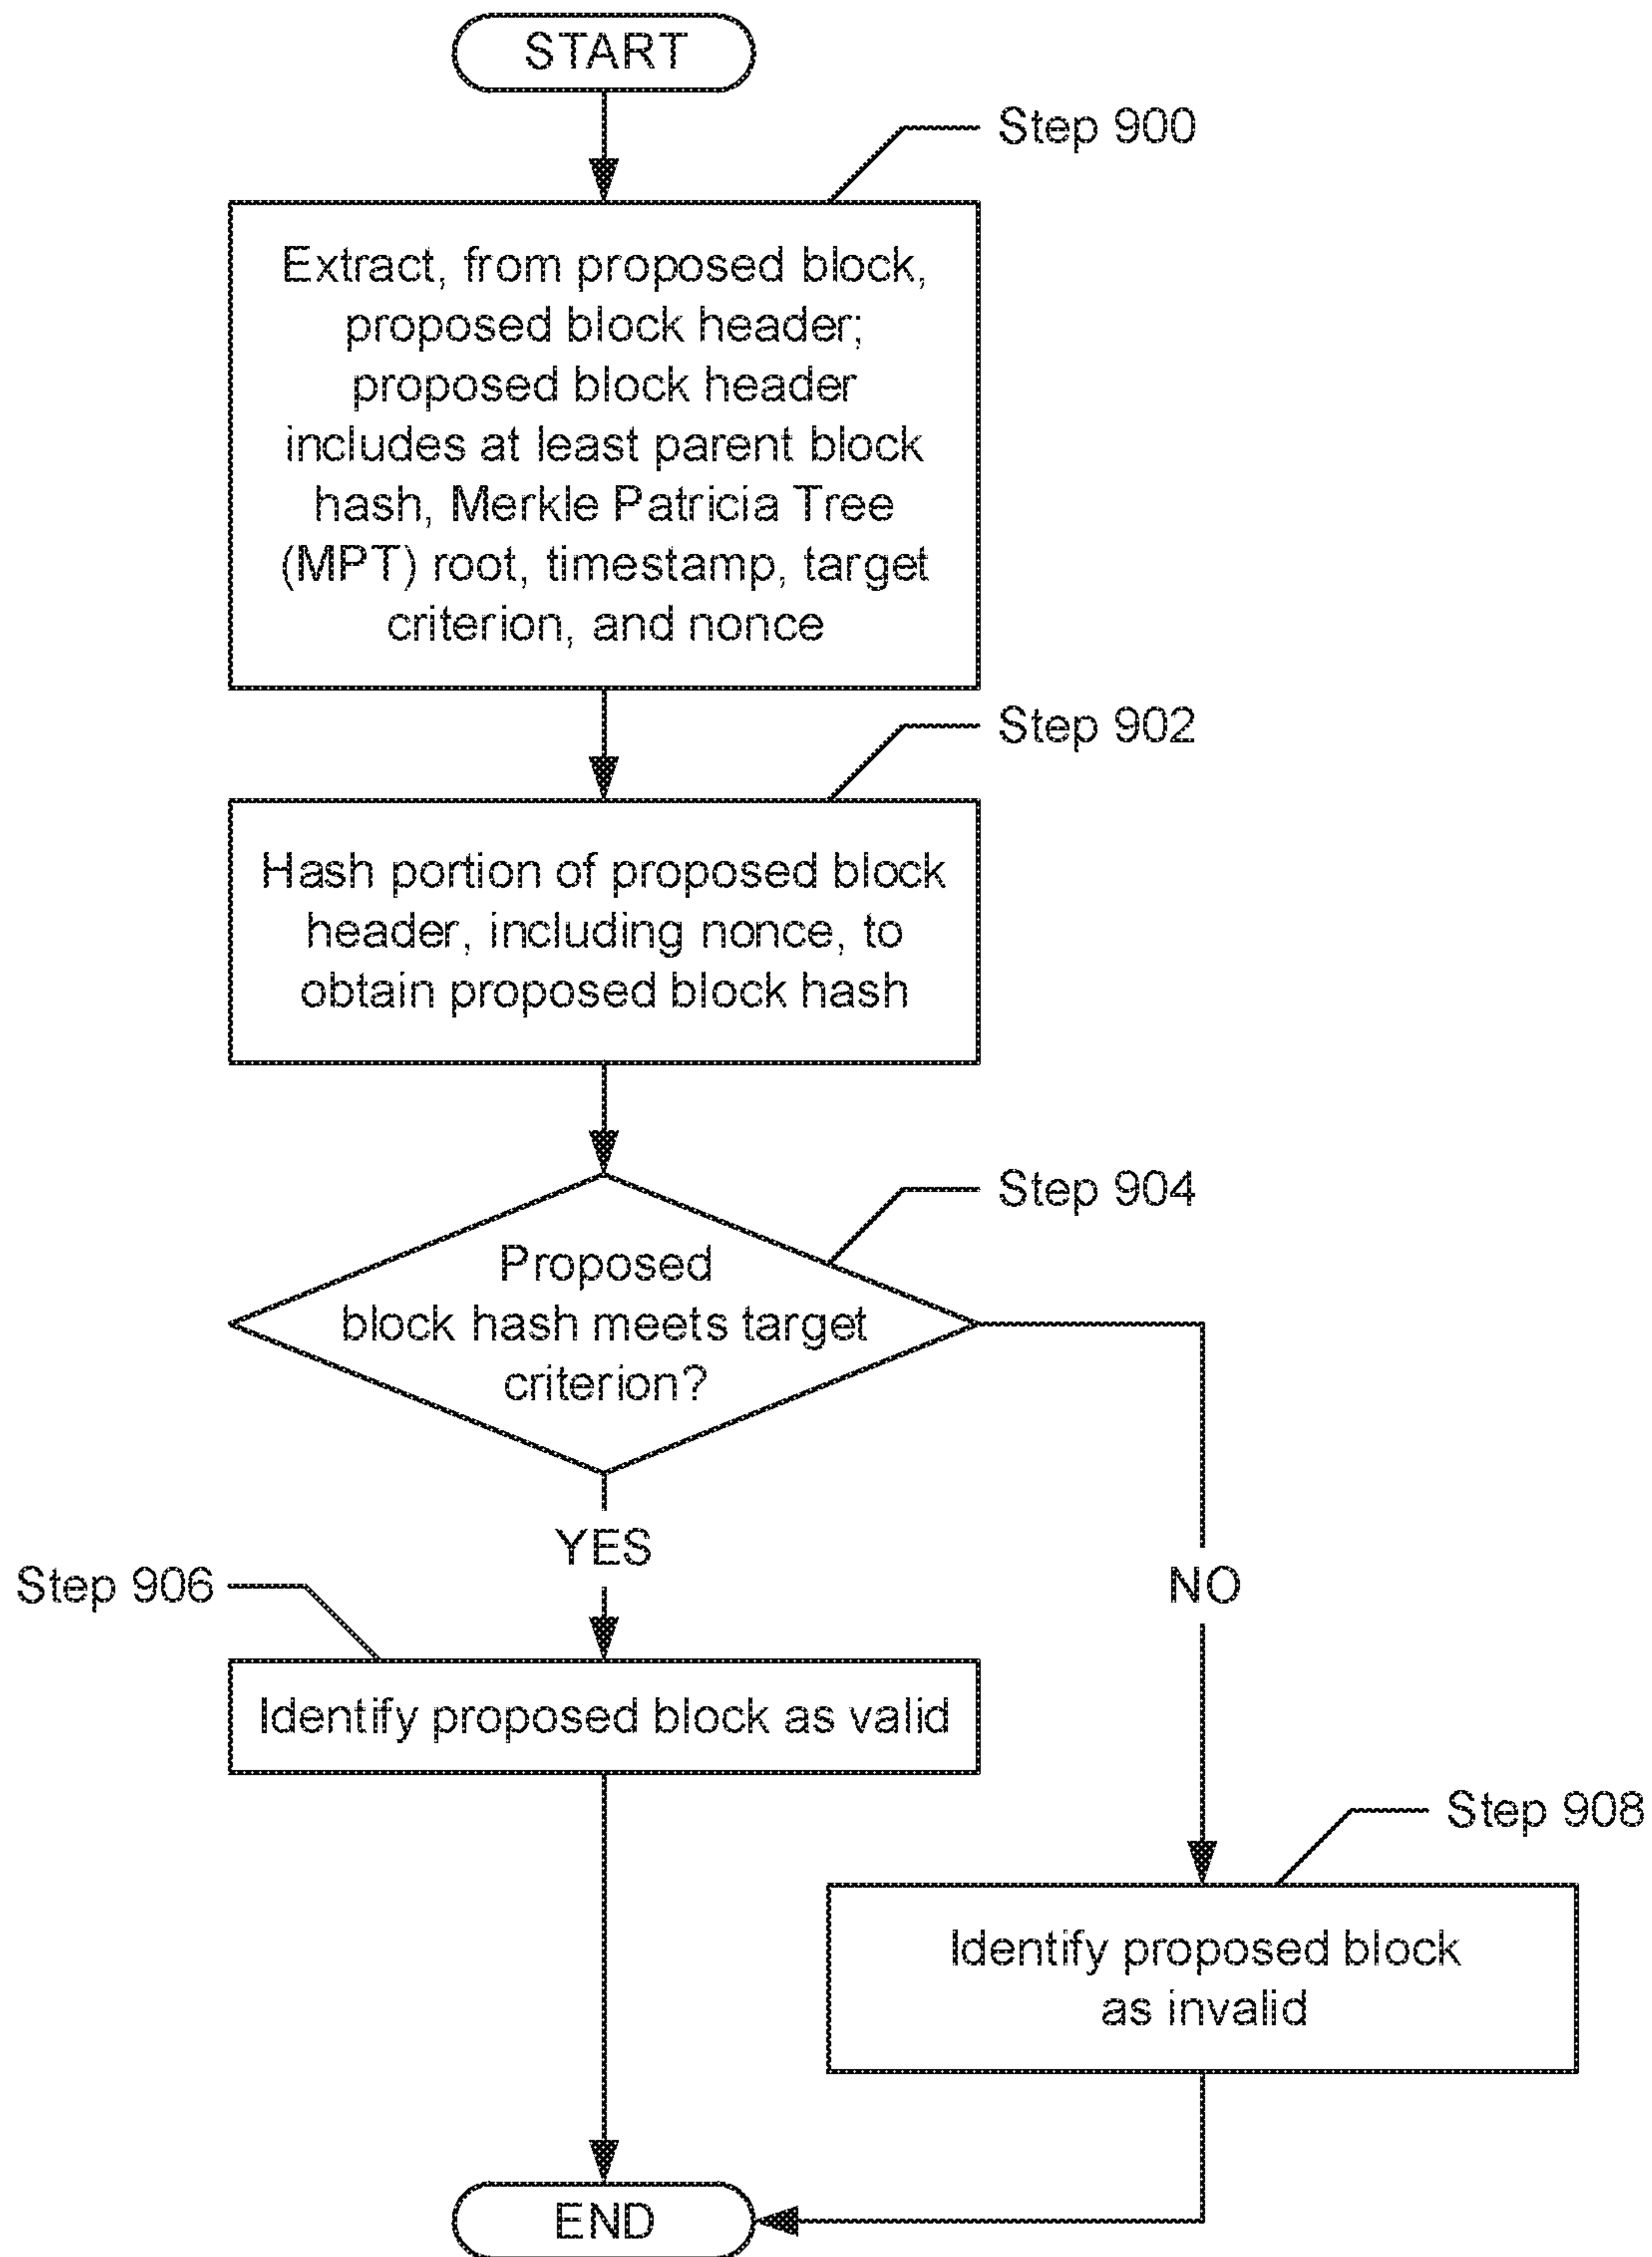 START
Step 900
Extract, from proposed block,
proposed block header;
proposed block header
includes at least parent block
hash, Merkle Patricia Tree
(MPT) root, timestamp, target
criterion, and nonce
Step 902
Hash portion of proposed block
header, including nonce, to
obtain proposed block hash
Step 904
Proposed
block hash meets target
criterion?
YES
NO
Step 906
Identify proposed block as valid
Step 908
Identify proposed block
as invalid
END